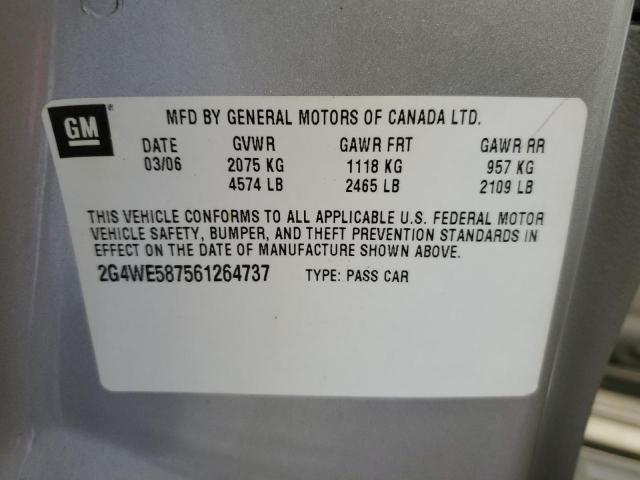 GM
MFD BY GENERAL MOTORS OF CANADA LTD.
DATE GVWR GAWR FRT GAWR RR
03/06 2075 KG 1118 KG 957 KG
4574 LB 2465 LB 2109 LB
THIS VEHICLE CONFORMS TO ALL APPLICABLE U.S. FEDERAL MOTOR
VEHICLE SAFETY, BUMPER, AND THEFT PREVENTION STANDARDS IN
EFFECT ON THE DATE OF MANUFACTURE SHOWN ABOVE.
2G4WE587561264737 TYPE: PASS CAR